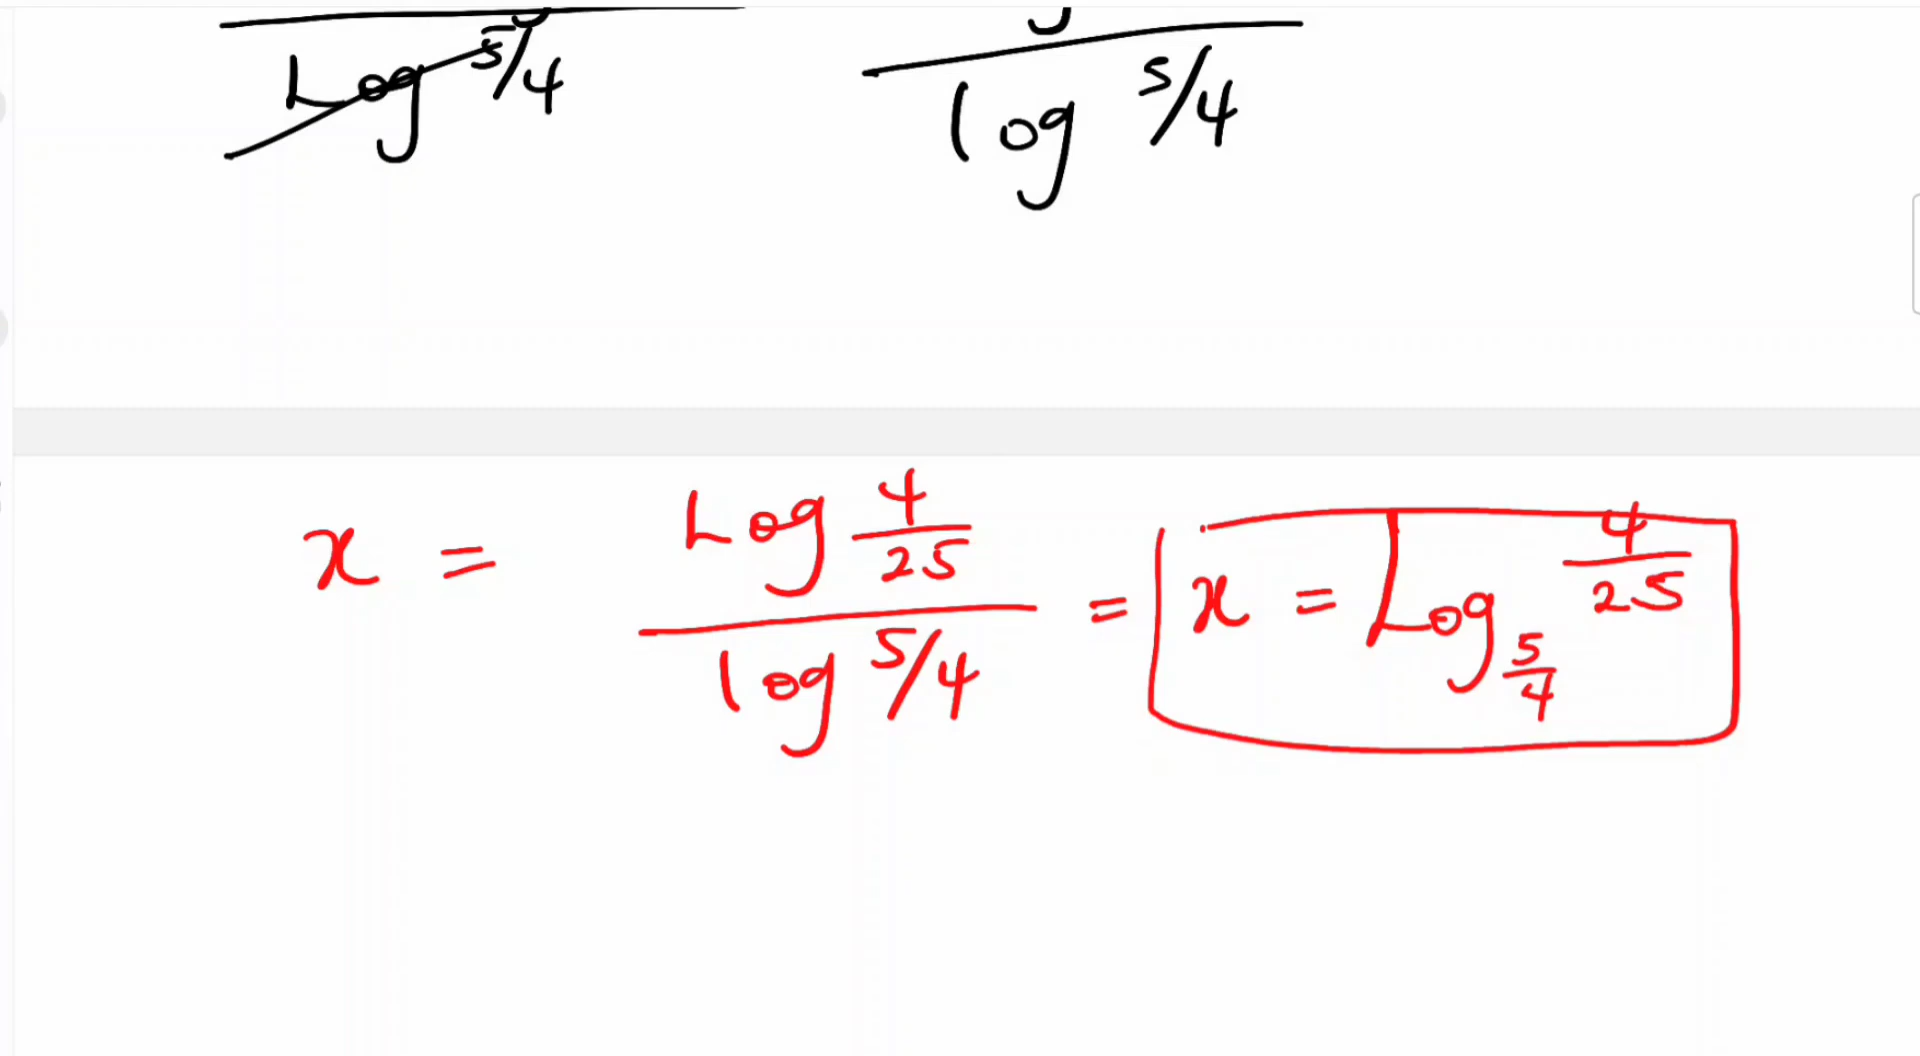 Log 5/4 log 5/4
x = Log 4/25 / log 5/4 = x = Log_{5/4} 4/25